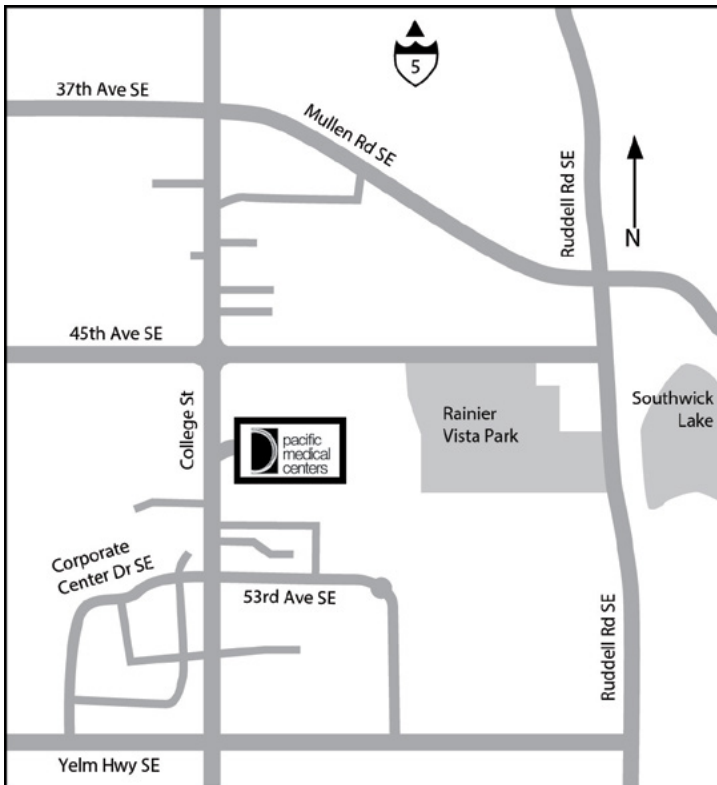 5
37th Ave SE
Mullen Rd SE
Ruddell Rd SE
N
45th Ave SE
College St
pacific
medical
centers
Rainier
Vista Park
Southwick
Lake
Corporate
Center Dr SE
53rd Ave SE
Ruddell Rd SE
Yelm Hwy SE